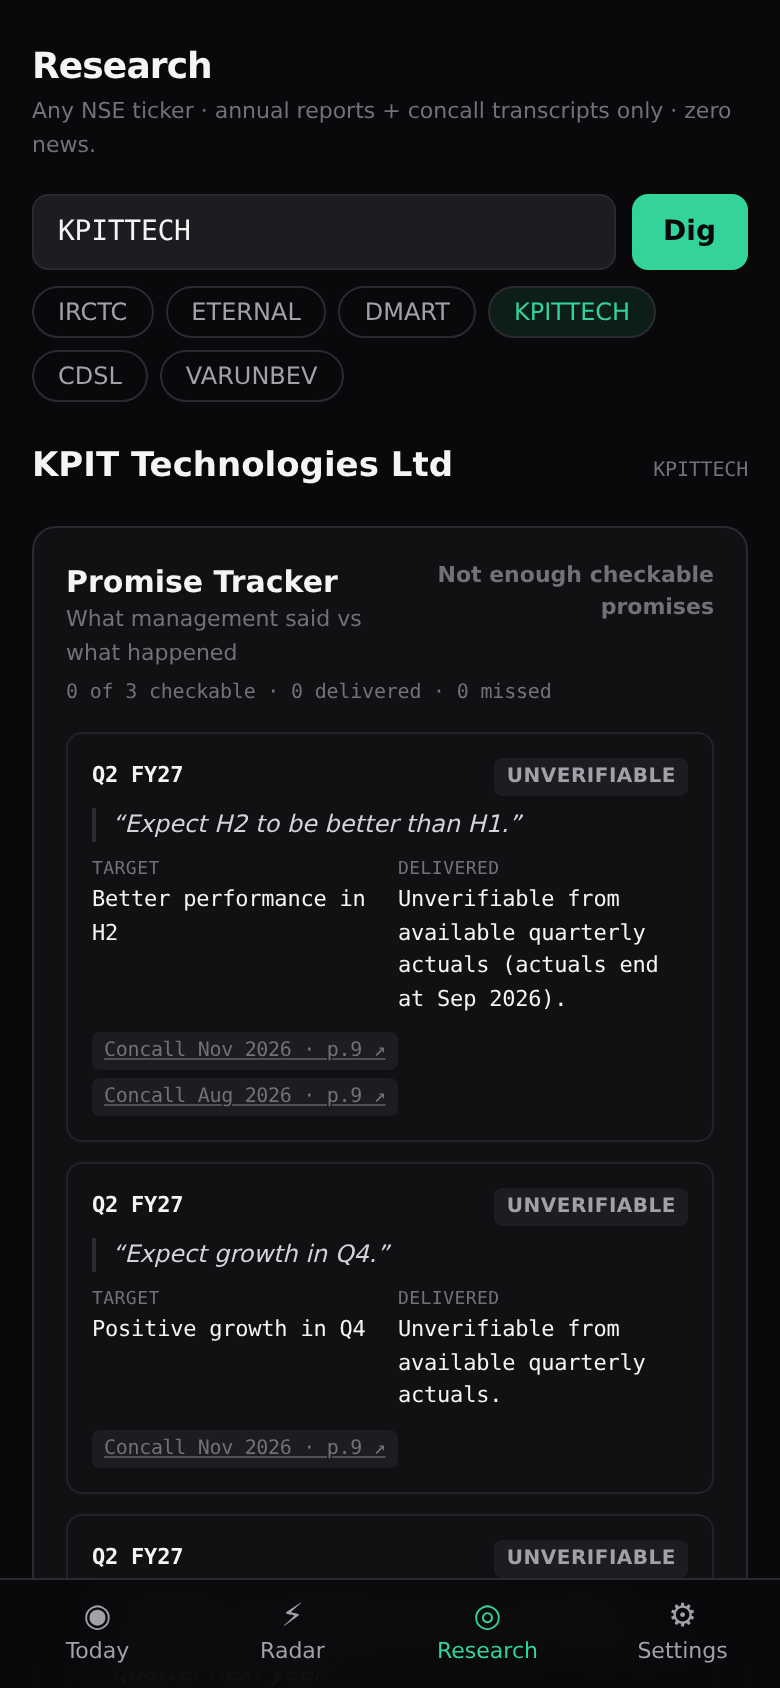 Research
Any NSE ticker · annual reports + concall transcripts only · zero
news.
KPITTECH
Dig
IRCTC
ETERNAL
DMART
KPITTECH
CDSL
VARUNBEV
KPIT Technologies Ltd
KPITTECH
Promise Tracker
Not enough checkable
promises
What management said vs
what happened
0 of 3 checkable · 0 delivered · 0 missed
Q2 FY27
UNVERIFIABLE
“Expect H2 to be better than H1.”
TARGET
Better performance in
H2
DELIVERED
Unverifiable from
available quarterly
actuals (actuals end
at Sep 2026).
Concall Nov 2026 · p.9 ↗
Concall Aug 2026 · p.9 ↗
Q2 FY27
UNVERIFIABLE
“Expect growth in Q4.”
TARGET
Positive growth in Q4
DELIVERED
Unverifiable from
available quarterly
actuals.
Concall Nov 2026 · p.9 ↗
Q2 FY27
UNVERIFIABLE
quarter next year.
Today
Radar
Research
Settings